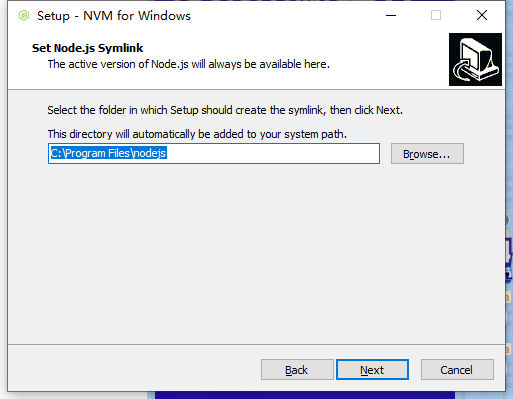 Setup - NVM for Windows
Set Node.js Symlink
The active version of Node.js will always be available here.
Select the folder in which Setup should create the symlink, then click Next.
This directory will automatically be added to your system path.
C:\Program Files\nodejs
Browse...
Back
Next
Cancel